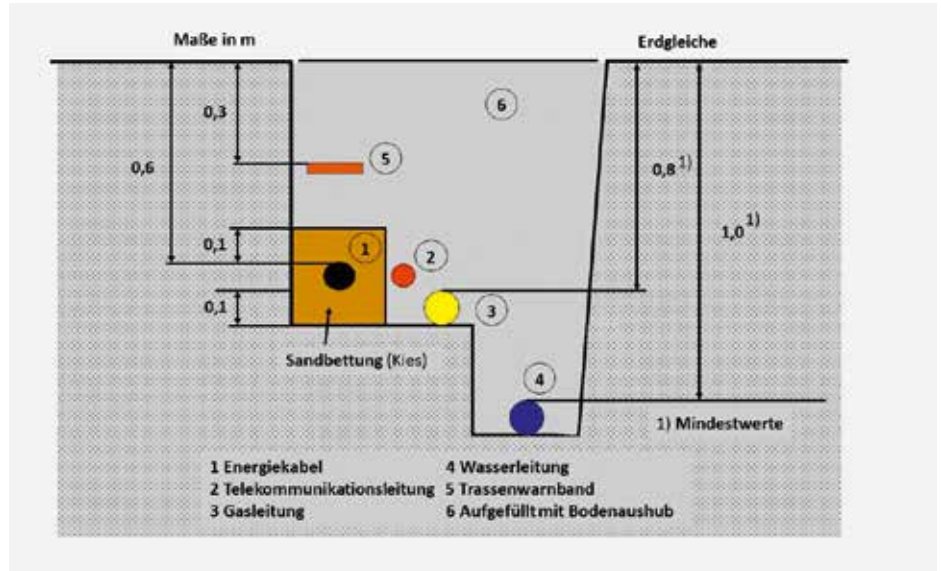 Maße in m
Erdgleiche
6
0,3
5
0,6
0,8 1)
1,0 1)
0,1
1
2
0,1
3
Sandbettung (Kies)
4
1) Mindestwerte
1 Energiekabel
2 Telekommunikationsleitung
3 Gasleitung
4 Wasserleitung
5 Trassenwarnband
6 Aufgefüllt mit Bodenaushub